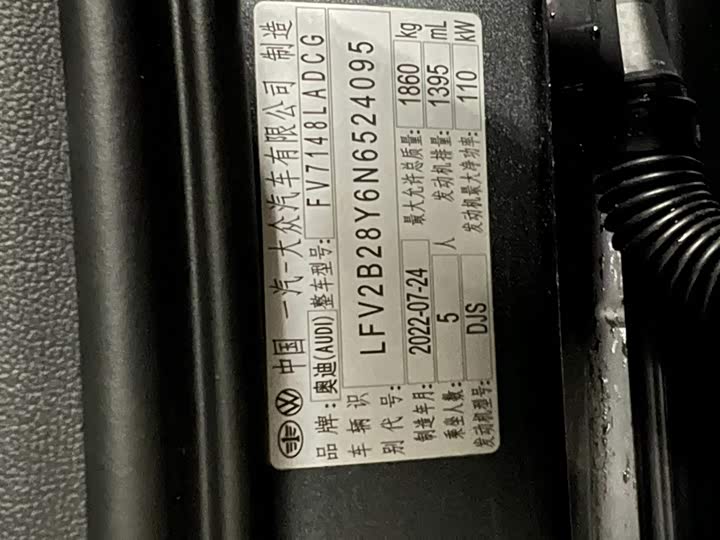 中国 一汽-大众汽车有限公司 制造
品牌: 奥迪(AUDI) 整车型号: FV7148LADCG
车辆识别代号: LFV2B28Y6N6524095
制造年月: 2022-07-24 最大允许总质量: 1860 kg
乘坐人数: 5 人 发动机排量: 1395 mL
发动机型号: DJS 发动机最大净功率: 110 kW